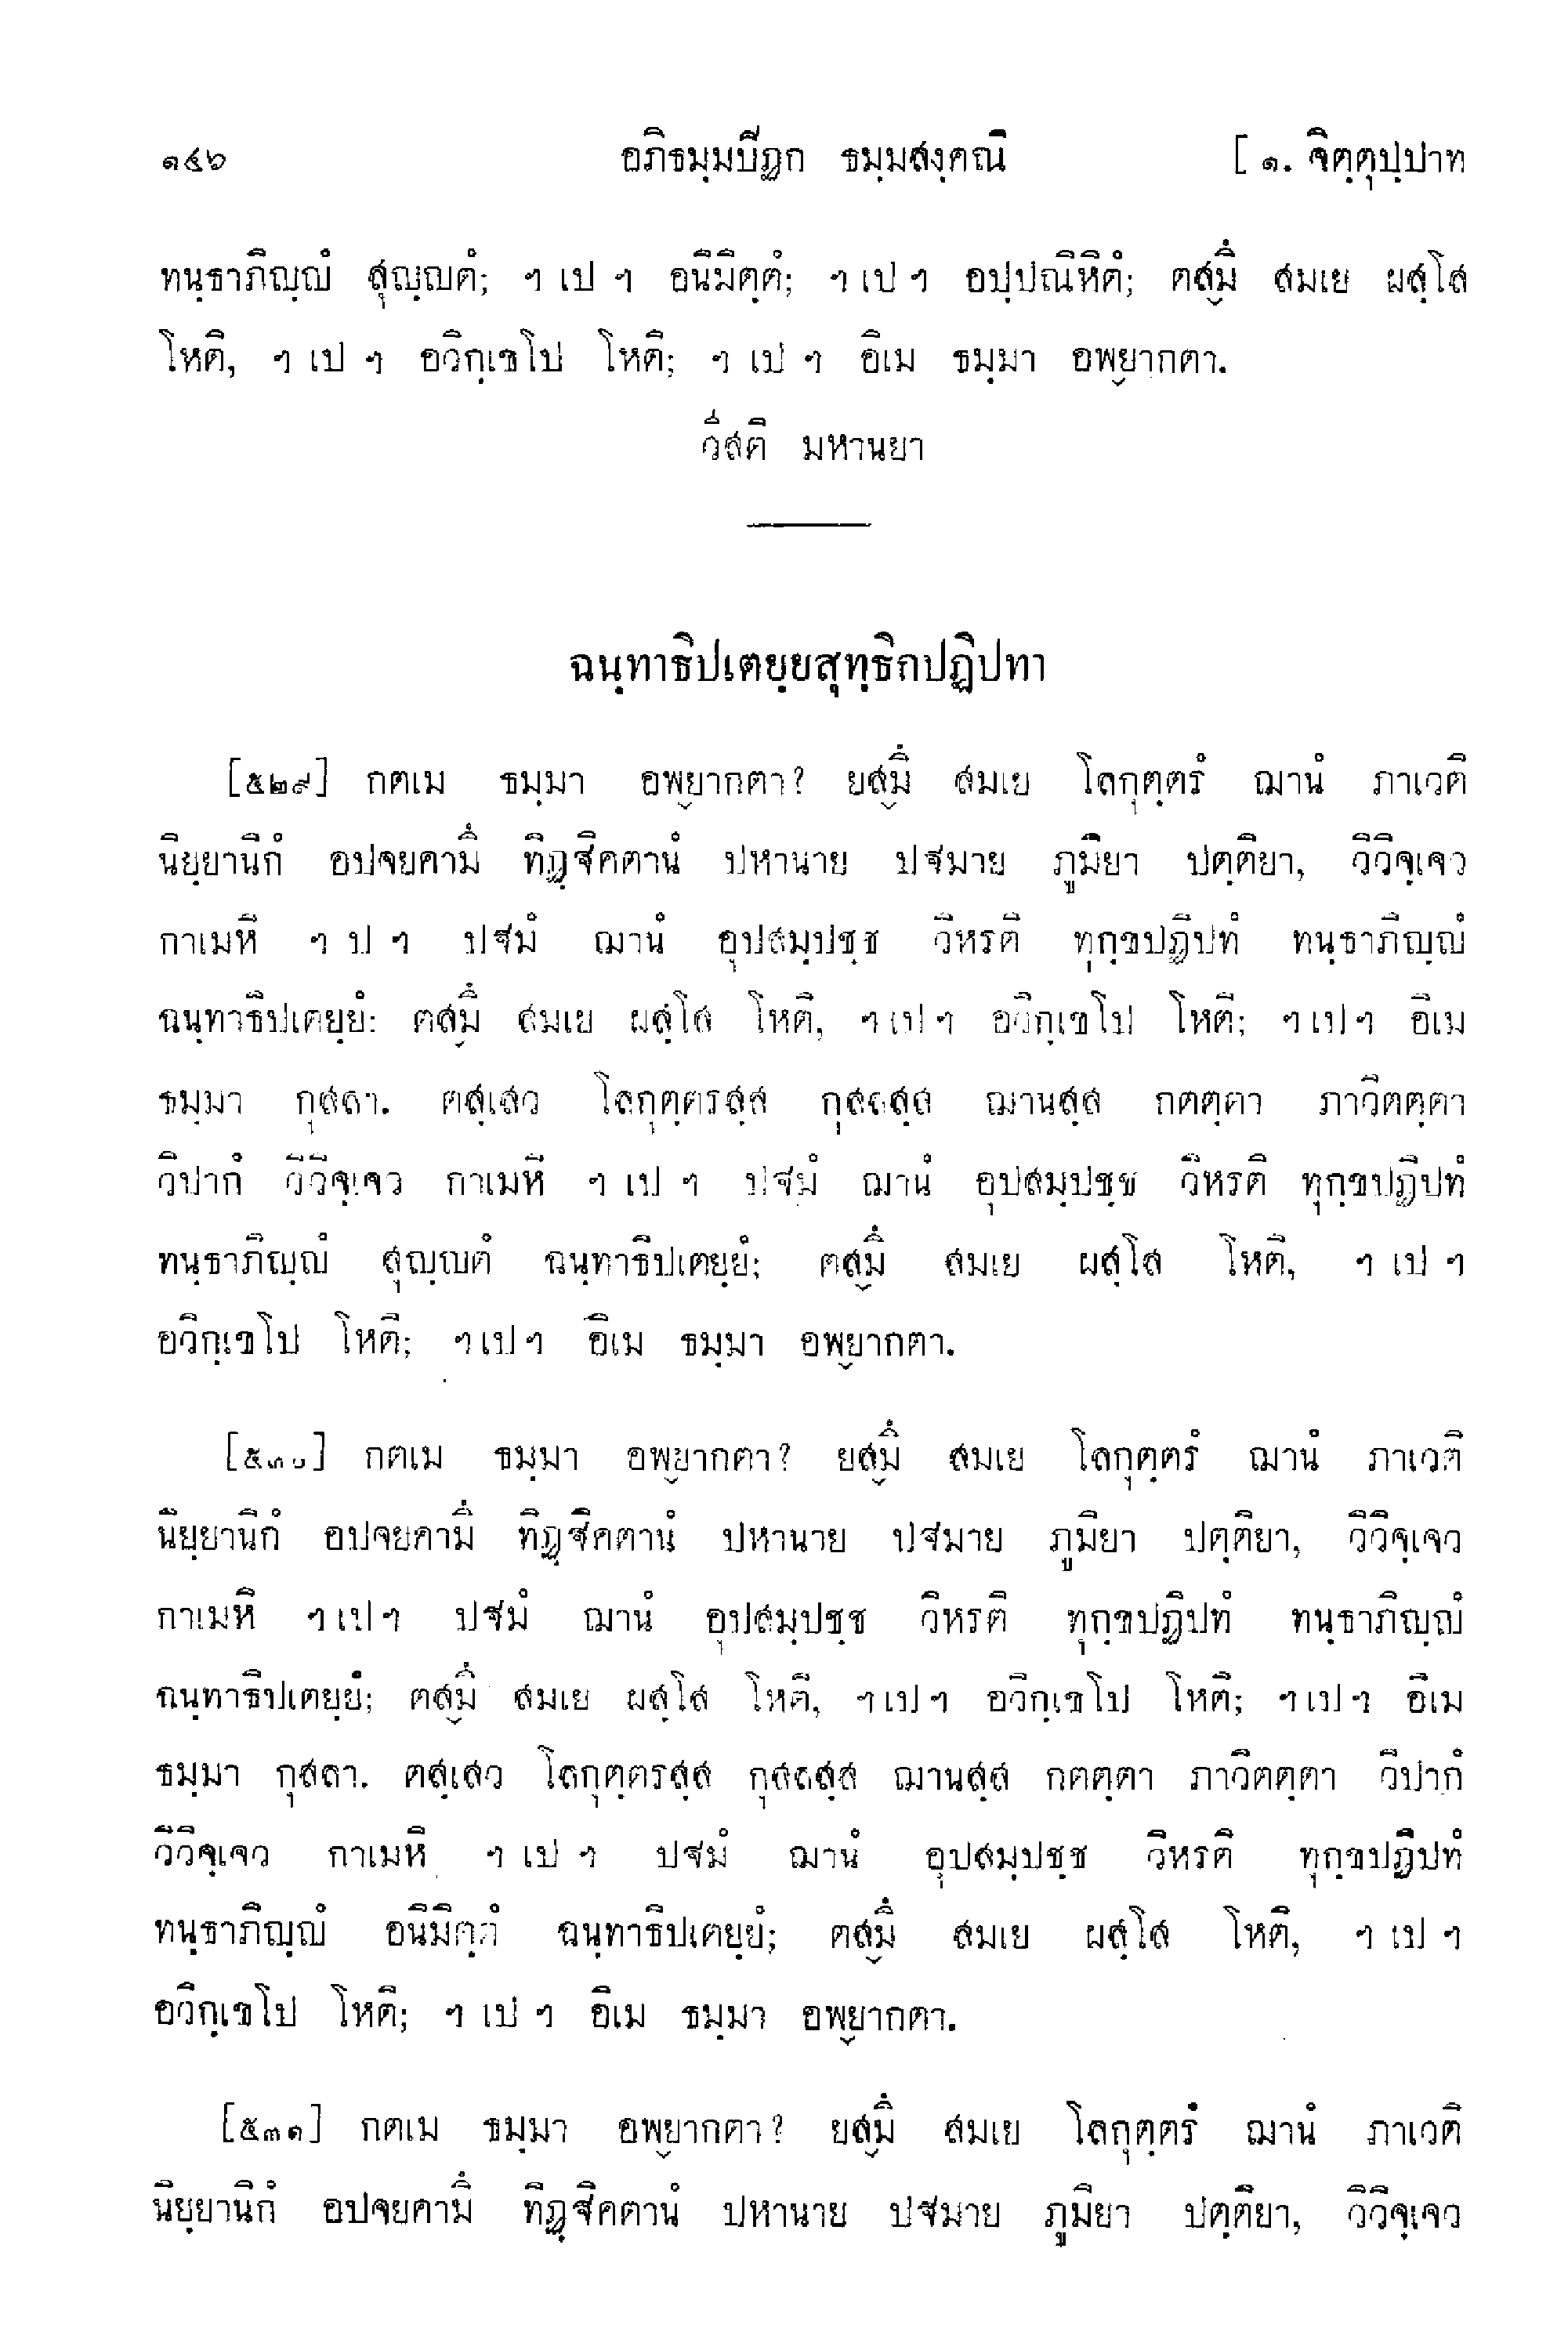 ๑๔๖ อภิธมฺมปิฏก ธมฺมสงฺคณี [ ๑. จิตฺตุปฺปาท
ทนฺธาภิญฺญํ สุญฺญตํ; ฯ เป ฯ อนิมิตฺตํ; ฯ เป ฯ อปฺปณิหิตํ; ตสฺมึ สมเย ผสฺโส
โหติ, ฯ เป ฯ อวิกฺเขโป โหติ; ฯ เป ฯ อิเม ธมฺมา อพฺยากตา.
วีสติ มหานยา
ฉนฺทาธิปเตยฺยสุทฺธิกปฏิปทา
[๕๒๙] กตเม ธมฺมา อพฺยากตา? ยสฺมึ สมเย โลกุตฺตรํ ฌานํ ภาเวติ
นิยฺยานิกํ อปจยคามึ ทิฏฺฐิคตานํ ปหานาย ปฐมาย ภูมิยา ปตฺติยา, วิวิจฺเจว
กาเมหิ ฯ ป ฯ ปฐมํ ฌานํ อุปสมฺปชฺช วิหรติ ทุกฺขปฏิปทํ ทนฺธาภิญฺญํ
ฉนฺทาธิปเตยฺยํ: ตสฺมึ สมเย ผสฺโส โหติ, ฯ เป ฯ อวิกฺเขโป โหติ; ฯ เป ฯ อิเม
ธมฺมา กุสลา. ตสฺเสว โลกุตฺตรสฺส กุสลสฺส ฌานสฺส กตตฺตา ภาวิตตฺตา
วิปากํ วิวิจฺเจว กาเมหิ ฯ เป ฯ ปฐมํ ฌานํ อุปสมฺปชฺช วิหรติ ทุกฺขปฏิปทํ
ทนฺธาภิญฺญํ สุญฺญตํ ฉนฺทาธิปเตยฺยํ; ตสฺมึ สมเย ผสฺโส โหติ, ฯ เป ฯ
อวิกฺเขโป โหติ; ฯ เป ฯ อิเม ธมฺมา อพฺยากตา.
[๕๓๐] กตเม ธมฺมา อพฺยากตา? ยสฺมึ สมเย โลกุตฺตรํ ฌานํ ภาเวติ
นิยฺยานิกํ อปจยคามึ ทิฏฺฐิคตานํ ปหานาย ปฐมาย ภูมิยา ปตฺติยา, วิวิจฺเจว
กาเมหิ ฯ เป ฯ ปฐมํ ฌานํ อุปสมฺปชฺช วิหรติ ทุกฺขปฏิปทํ ทนฺธาภิญฺญํ
ฉนฺทาธิปเตยฺยํ; ตสฺมึ สมเย ผสฺโส โหติ, ฯ เป ฯ อวิกฺเขโป โหติ; ฯ เป ฯ อิเม
ธมฺมา กุสลา. ตสฺเสว โลกุตฺตรสฺส กุสลสฺส ฌานสฺส กตตฺตา ภาวิตตฺตา วิปากํ
วิวิจฺเจว กาเมหิ ฯ เป ฯ ปฐมํ ฌานํ อุปสมฺปชฺช วิหรติ ทุกฺขปฏิปทํ
ทนฺธาภิญฺญํ อนิมิตฺตํ ฉนฺทาธิปเตยฺยํ; ตสฺมึ สมเย ผสฺโส โหติ, ฯ เป ฯ
อวิกฺเขโป โหติ; ฯ เป ฯ อิเม ธมฺมา อพฺยากตา.
[๕๓๑] กตเม ธมฺมา อพฺยากตา? ยสฺมึ สมเย โลกุตฺตรํ ฌานํ ภาเวติ
นิยฺยานิกํ อปจยคามึ ทิฏฺฐิคตานํ ปหานาย ปฐมาย ภูมิยา ปตฺติยา, วิวิจฺเจว